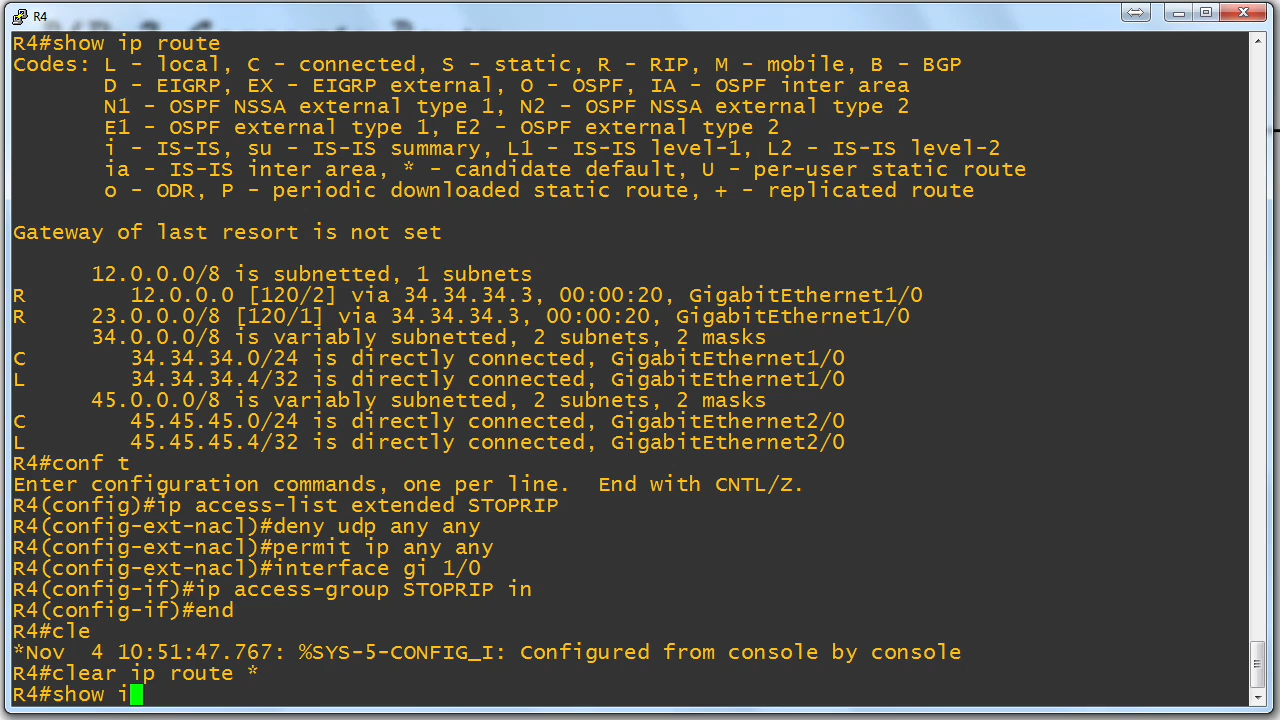 R4
R4#show ip route
Codes: L - local, C - connected, S - static, R - RIP, M - mobile, B - BGP
       D - EIGRP, EX - EIGRP external, O - OSPF, IA - OSPF inter area
       N1 - OSPF NSSA external type 1, N2 - OSPF NSSA external type 2
       E1 - OSPF external type 1, E2 - OSPF external type 2
       i - IS-IS, su - IS-IS summary, L1 - IS-IS level-1, L2 - IS-IS level-2
       ia - IS-IS inter area, * - candidate default, U - per-user static route
       o - ODR, P - periodic downloaded static route, + - replicated route
Gateway of last resort is not set
      12.0.0.0/8 is subnetted, 1 subnets
R        12.0.0.0 [120/2] via 34.34.34.3, 00:00:20, GigabitEthernet1/0
R     23.0.0.0/8 [120/1] via 34.34.34.3, 00:00:20, GigabitEthernet1/0
      34.0.0.0/8 is variably subnetted, 2 subnets, 2 masks
C        34.34.34.0/24 is directly connected, GigabitEthernet1/0
L        34.34.34.4/32 is directly connected, GigabitEthernet1/0
      45.0.0.0/8 is variably subnetted, 2 subnets, 2 masks
C        45.45.45.0/24 is directly connected, GigabitEthernet2/0
L        45.45.45.4/32 is directly connected, GigabitEthernet2/0
R4#conf t
Enter configuration commands, one per line.  End with CNTL/Z.
R4(config)#ip access-list extended STOPRIP
R4(config-ext-nacl)#deny udp any any
R4(config-ext-nacl)#permit ip any any
R4(config-ext-nacl)#interface gi 1/0
R4(config-if)#ip access-group STOPRIP in
R4(config-if)#end
R4#cle
*Nov  4 10:51:47.767: %SYS-5-CONFIG_I: Configured from console by console
R4#clear ip route *
R4#show i